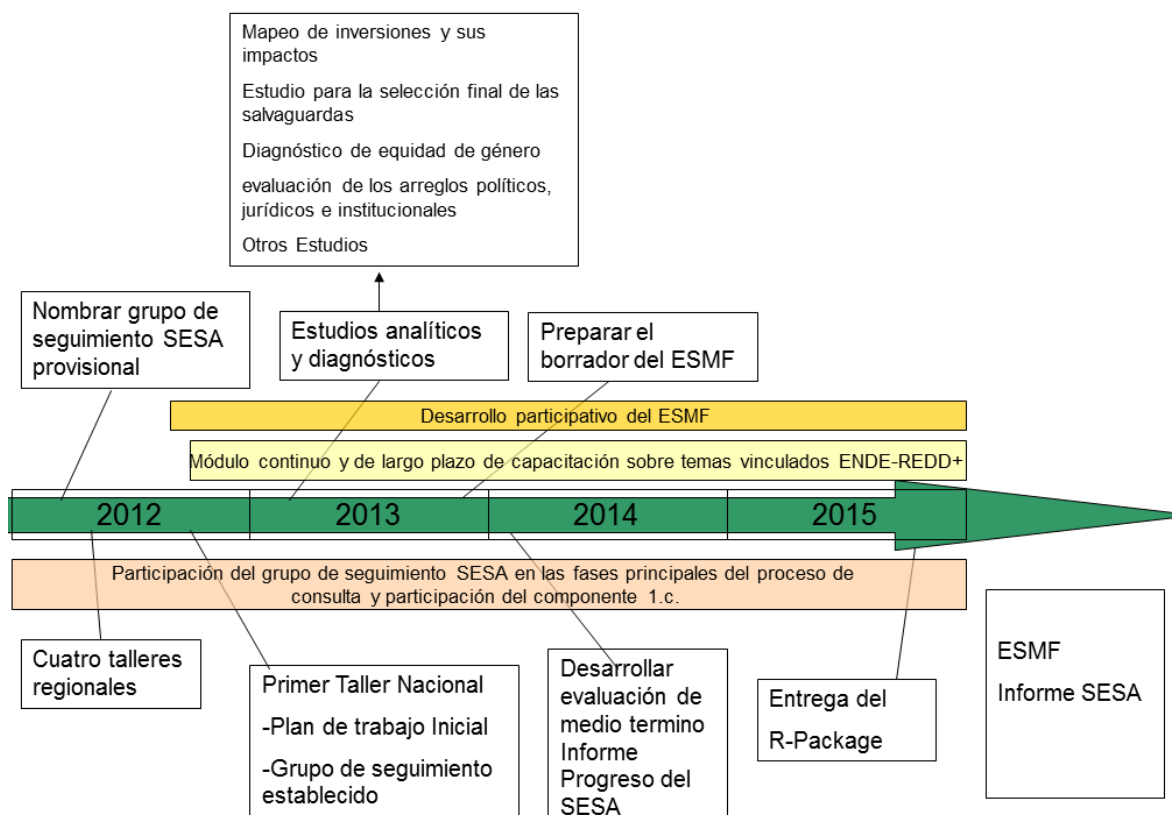 Mapeo de inversiones y sus
impactos
Estudio para la selección final de las
salvaguardas
Diagnóstico de equidad de género
evaluación de los arreglos políticos,
jurídicos e institucionales
Otros Estudios
Nombrar grupo de
seguimiento SESA
provisional
Estudios analíticos
y diagnósticos
Preparar el
borrador del ESMF
Desarrollo participativo del ESMF
Módulo continuo y de largo plazo de capacitación sobre temas vinculados ENDE-REDD+
2012
2013
2014
2015
Participación del grupo de seguimiento SESA en las fases principales del proceso de
consulta y participación del componente 1.c.
Cuatro talleres
regionales
Primer Taller Nacional
-Plan de trabajo Inicial
-Grupo de seguimiento
establecido
Desarrollar
evaluación de
medio termino
Informe
Progreso del
SESA
Entrega del
R-Package
ESMF
Informe SESA